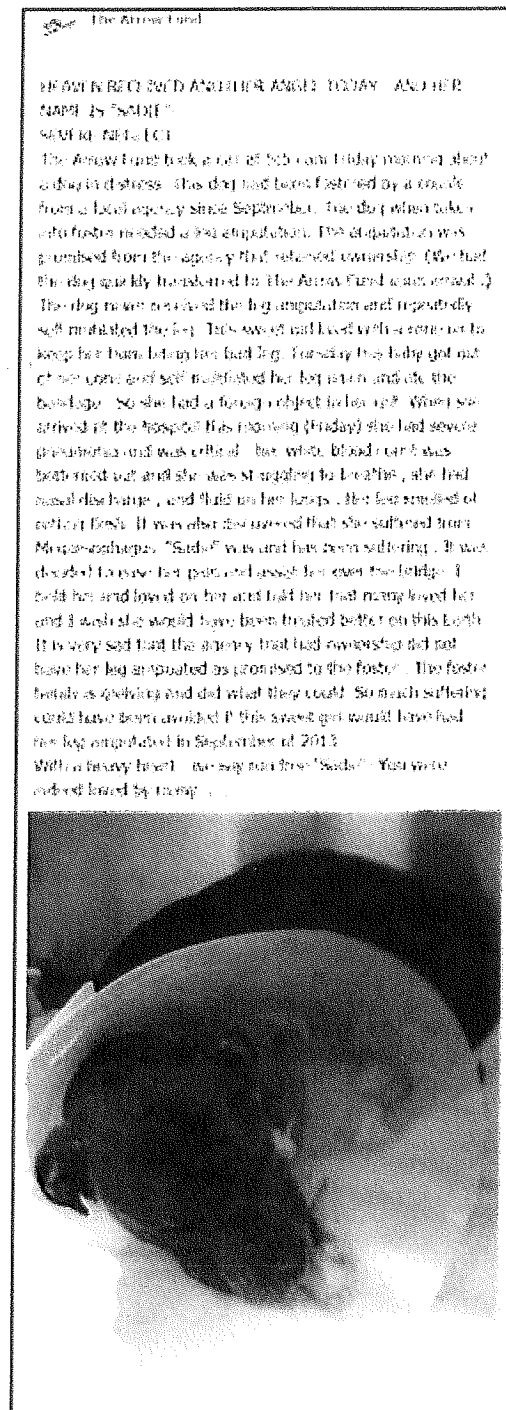 The Arrow Fund
HEAVEN RECEIVED ANOTHER ANGEL TODAY AND HER
NAME IS "SADIE"
SEVERE NEGLECT
The Arrow Fund took a call at am Friday morning about
a dog in distress. This dog had been fostered by a couple
from a local agency since September. The dog when taken
into foster needed a leg amputation. The amputation was
promised from the agency that retained ownership. (We had
the dog quickly transferred to The Arrow Fund upon arrival.)
The dog never received the leg amputation and repeatedly
self mutilated the leg. This sweet girl lived with a cone on to
keep her from biting her bad leg. Tuesday the baby got out
of her cone and self mutilated her leg again and ate the
bandage. So she had a foreign object in her When she
arrived at the hospital this morning (Friday) she had severe
pneumonia and was critical her white blood count was
bottomed out and she was struggling to breathe, she had
nasal discharge, and fluid on her lungs. Her leg smelled of
rotting flesh. It was also discovered that she suffered from
Megaesophagus. "Sadie" was and has been suffering. It was
decided to ease her pain and assist her over the bridge. I
held her and loved on her and told her that many loved her
and I wish she would have been treated better on this Earth.
It is very sad that the agency that had ownership did not
have her leg amputated as promised to the foster. The foster
family is grieving and did what they could. So much suffering
could have been avoided if this sweet girl would have had
her leg amputated in September of 2013
With a heavy heart we say run free "Sadie". You were
indeed loved by many